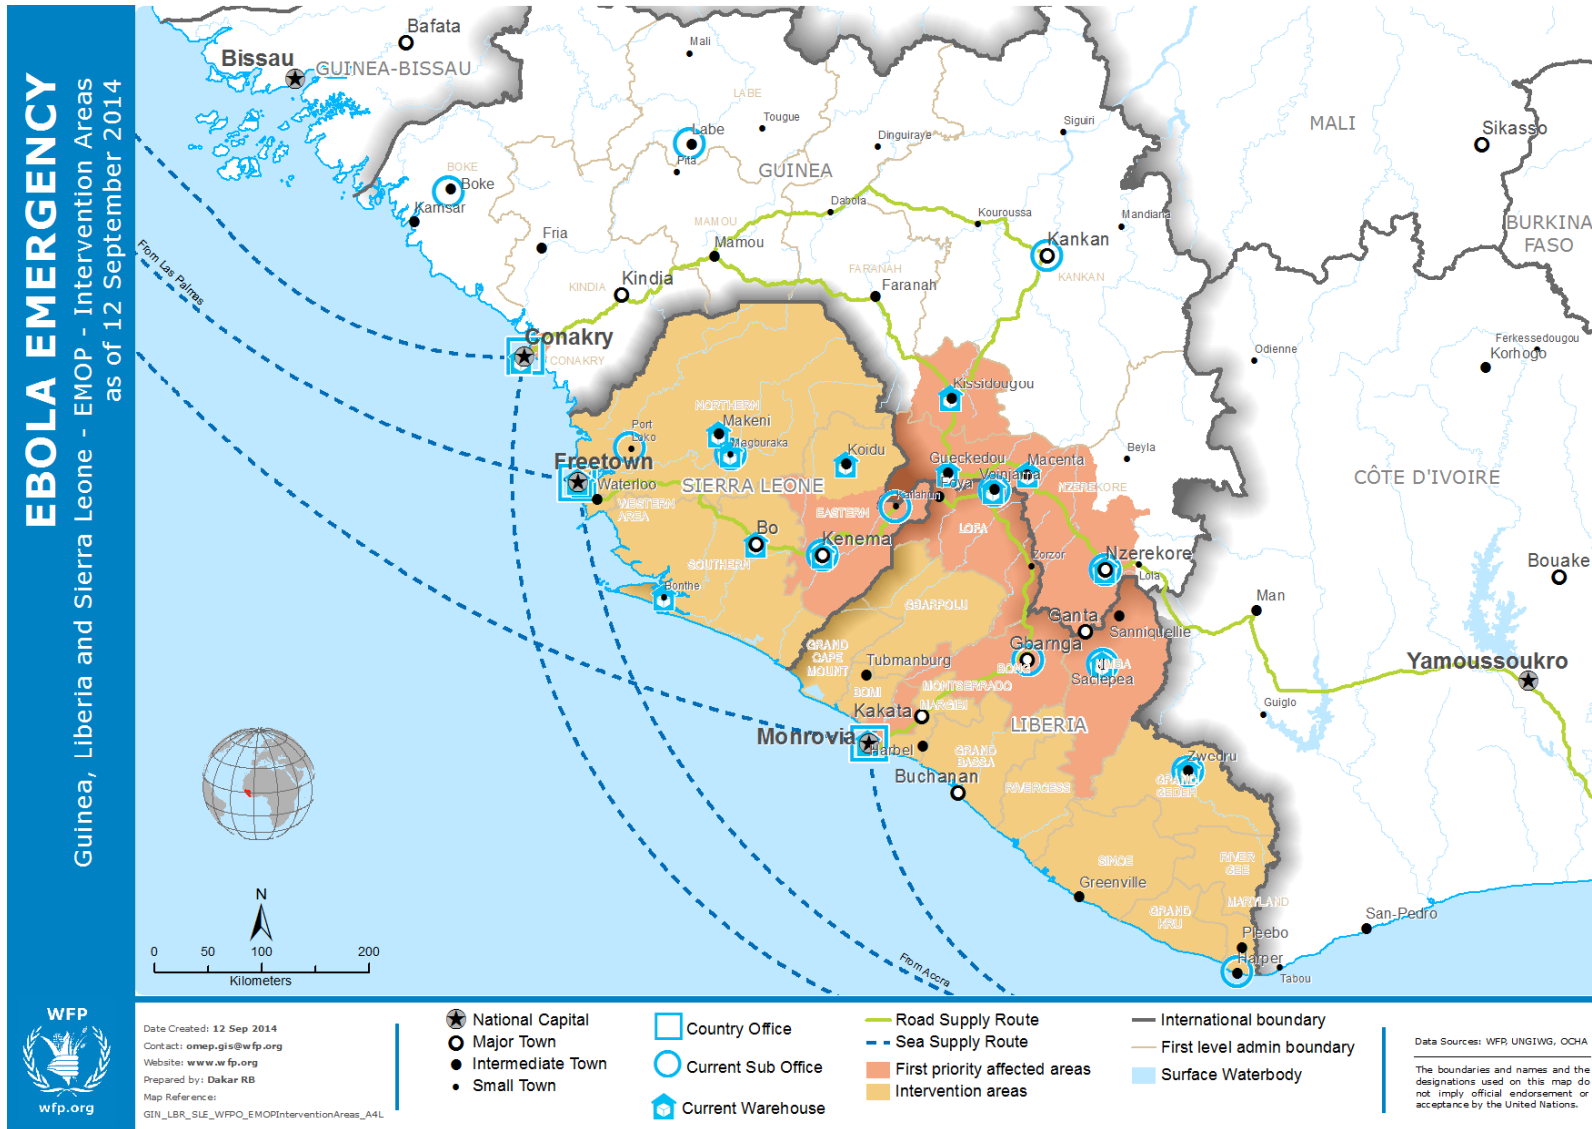 EBOLA EMERGENCY
Guinea, Liberia and Sierra Leone - EMOP - Intervention Areas
as of 12 September 2014
Bafata
Bissau
GUINEA-BISSAU
Mali
LABE
Tougue
Labe
Pita
Dinguiraye
Siguiri
MALI
Sikasso
BOKE
Boke
Kamsar
GUINEA
Dabola
Kouroussa
Mandiana
BURKINA
FASO
Fria
MAMOU
Mamou
Kankan
KANKAN
From Las Palmas
KINDIA
Kindia
FARANAH
Faranah
Conakry
CONAKRY
Odienne
Ferkessedougou
Korhogo
Kissidougou
NORTHERN
Makeni
Port
Loko
Magburaka
Koidu
Beyla
Freetown
Waterloo
WESTERN
AREA
SIERRA LEONE
Gueckedou
Voinjama
Macenta
Foya
NZEREKORE
CÔTE D'IVOIRE
EASTERN
Kailahun
LOFA
Bo
Kenema
SOUTHERN
Bonthe
Zorzor
Nzerekore
Lola
Bouake
GBARPOLU
Man
Ganta
Sanniquellie
GRAND
CAPE
MOUNT
Tubmanburg
Gbarnga
BONG
NIMBA
Saclepea
Yamoussoukro
BOMI
MONTSERRADO
Kakata
MARGIBI
Guiglo
LIBERIA
Monrovia
Harbel
GRAND
BASSA
Buchanan
RIVERCESS
Zwedru
GRAND
GEDEH
SINOE
RIVER
GEE
Greenville
GRAND
KRU
MARYLAND
Pleebo
San-Pedro
Harper
Tabou
From Accra
N
0 50 100 200
Kilometers
WFP
wfp.org
Date Created: 12 Sep 2014
Contact: omep.gis@wfp.org
Website: www.wfp.org
Prepared by: Dakar RB
Map Reference:
GIN_LBR_SLE_WFPO_EMOPInterventionAreas_A4L
National Capital
Major Town
Intermediate Town
Small Town
Country Office
Current Sub Office
Current Warehouse
Road Supply Route
Sea Supply Route
First priority affected areas
Intervention areas
International boundary
First level admin boundary
Surface Waterbody
Data Sources: WFP, UNGIWG, OCHA
The boundaries and names and the
designations used on this map do
not imply official endorsement or
acceptance by the United Nations.